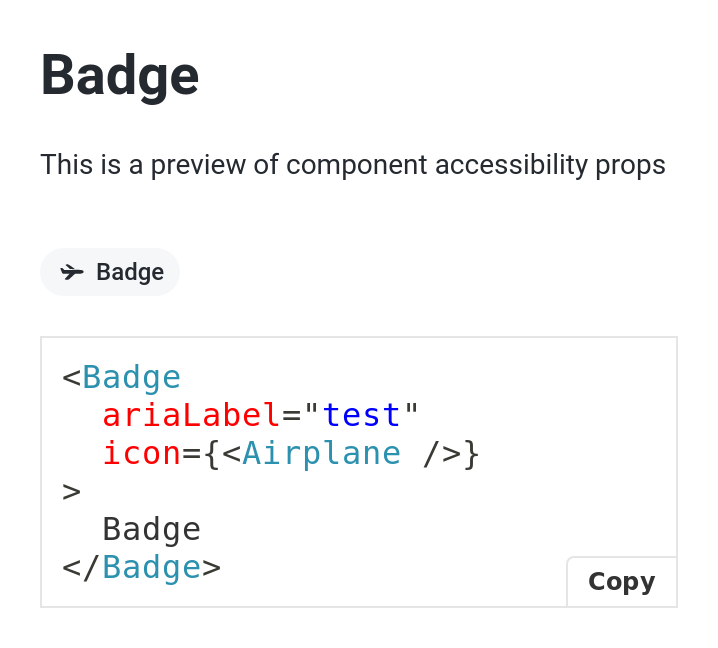 Badge
This is a preview of component accessibility props
Badge
<Badge
  ariaLabel="test"
  icon={<Airplane />}
>
  Badge
</Badge>
Copy